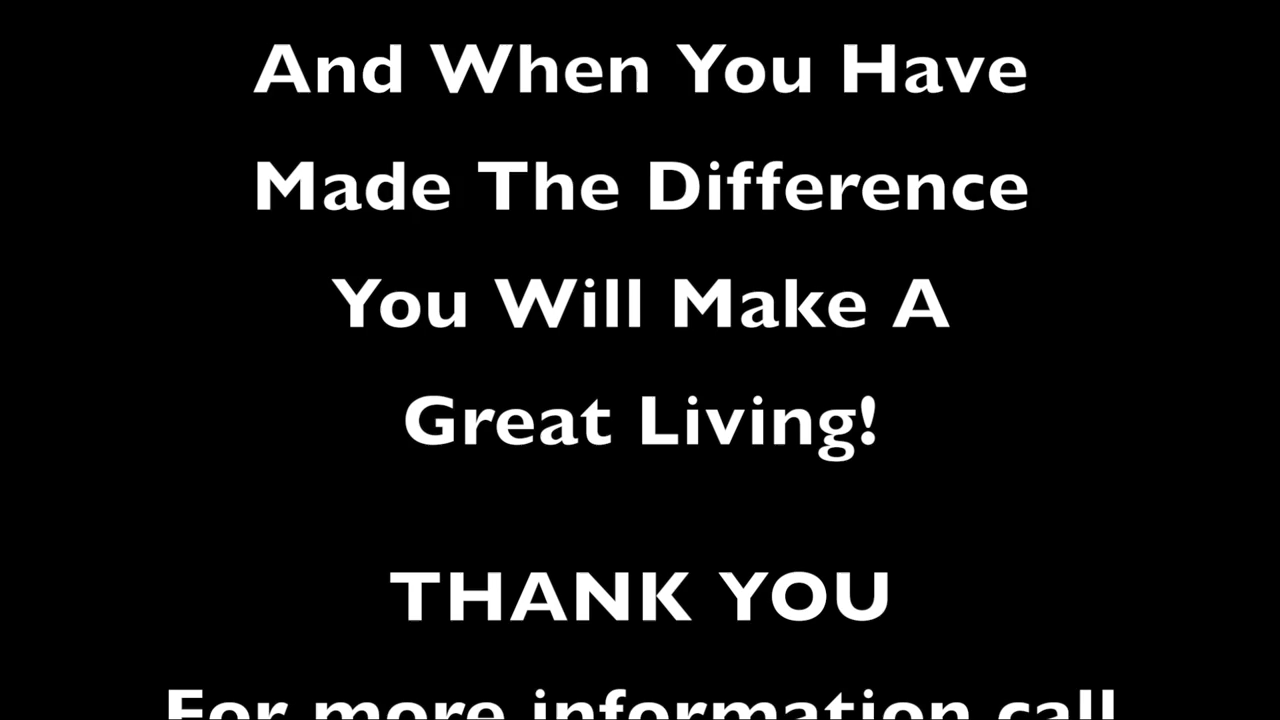 And When You Have
Made The Difference
You Will Make A
Great Living!
THANK YOU
For more information call